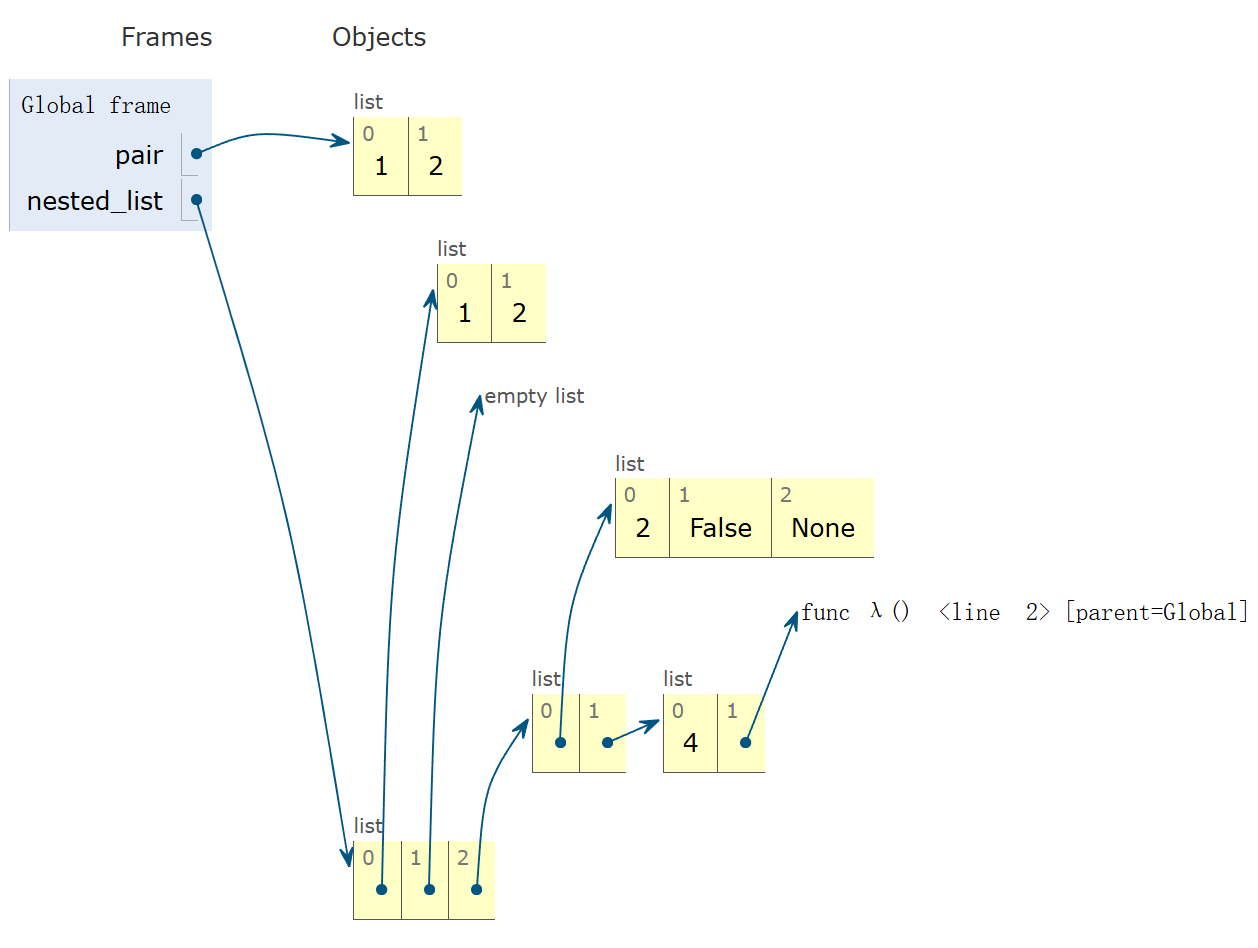 Frames Objects
Global frame
pair
nested_list
list
0 1
1 2
list
0 1
1 2
empty list
list
0 1 2
2 False None
func λ() <line 2> [parent=Global]
list list
0 1 0 1
4
list
0 1 2